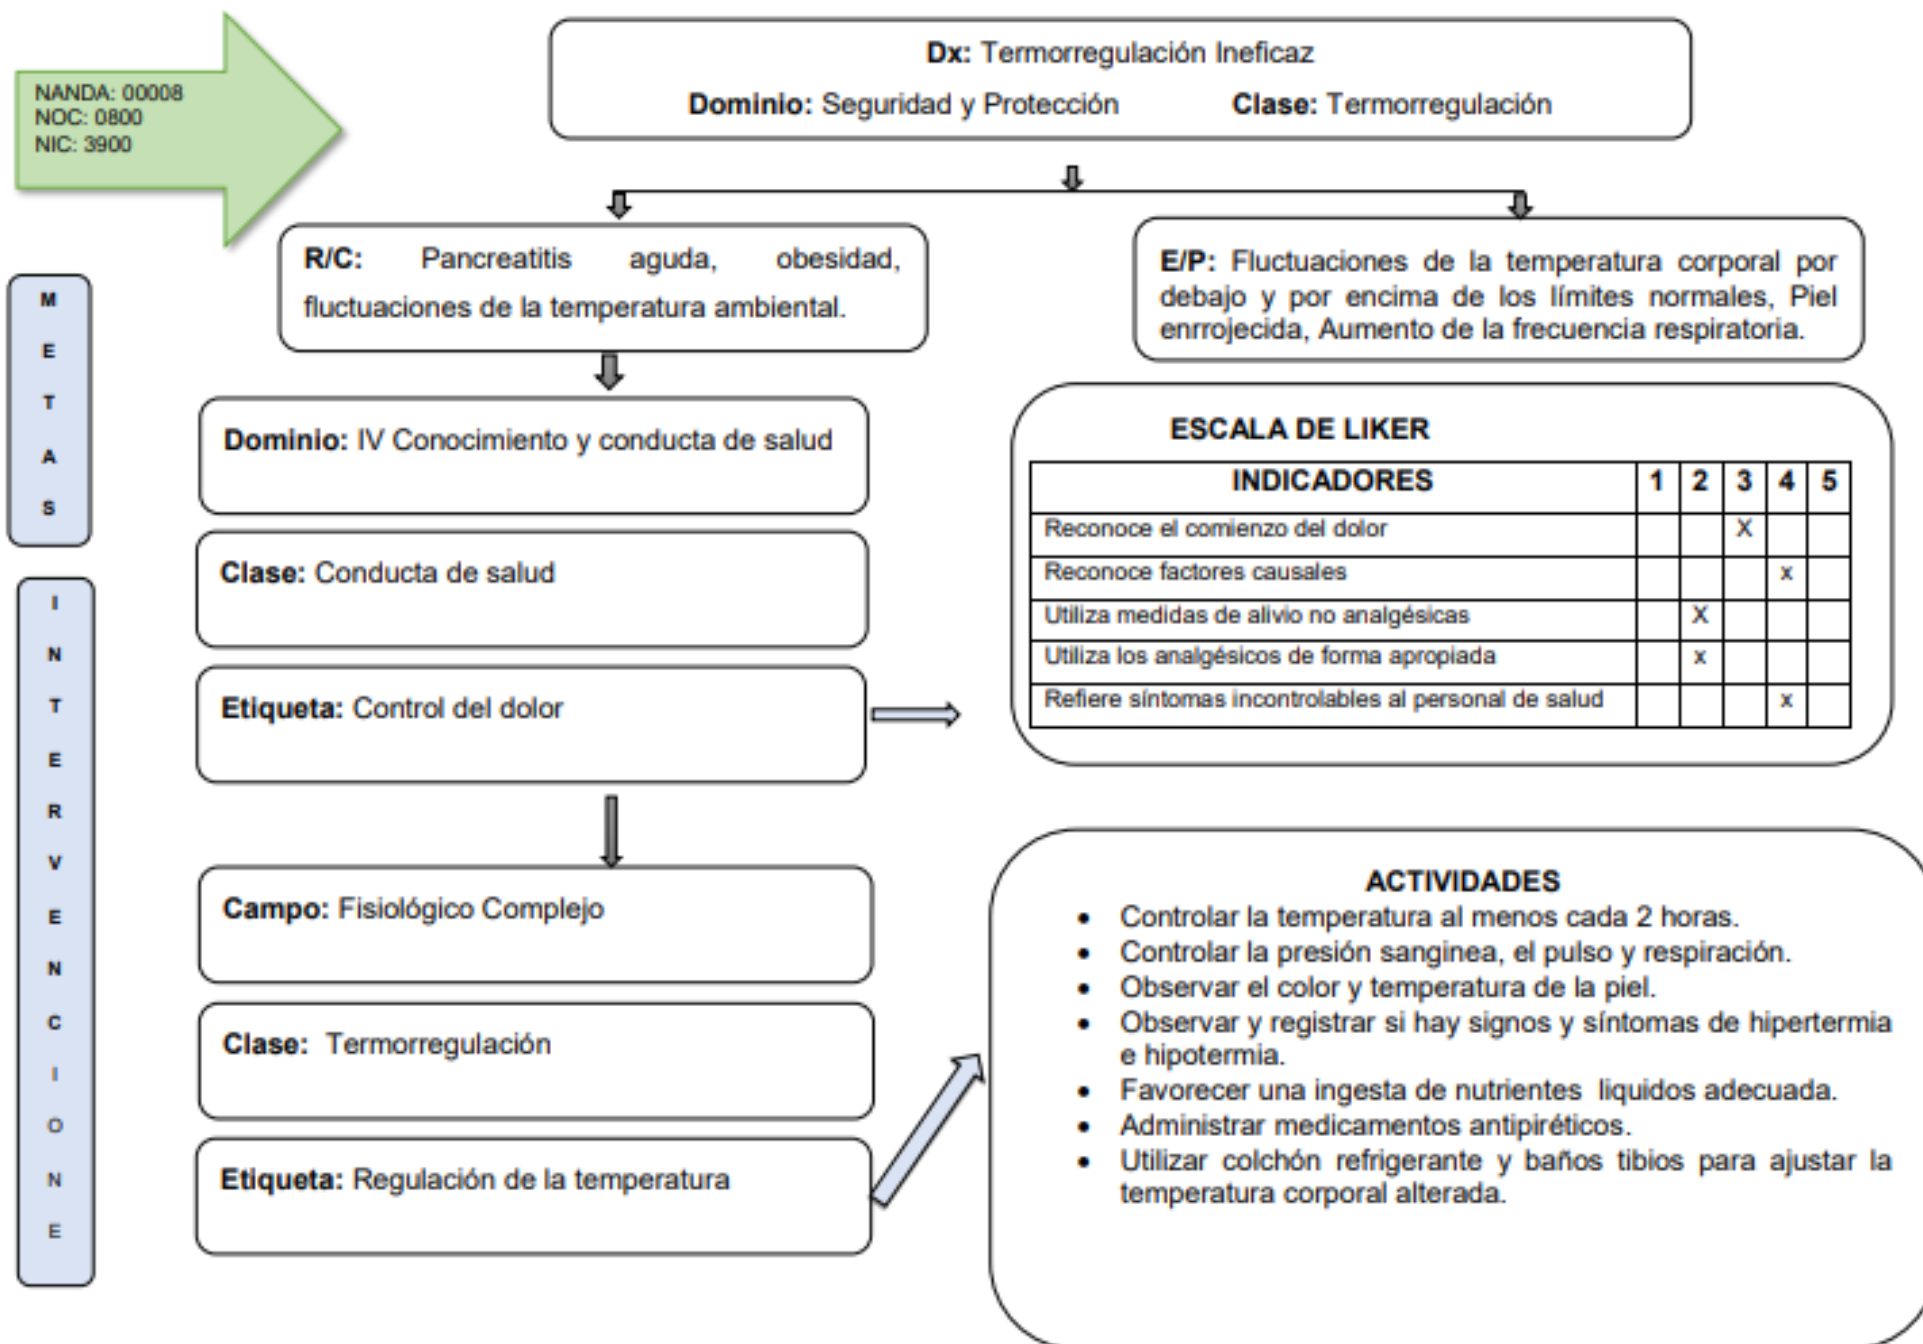 NANDA: 00008
NOC: 0800
NIC: 3900
Dx: Termorregulación Ineficaz
Dominio: Seguridad y Protección Clase: Termorregulación
R/C: Pancreatitis aguda, obesidad,
fluctuaciones de la temperatura ambiental.
E/P: Fluctuaciones de la temperatura corporal por
debajo y por encima de los límites normales, Piel
enrrojecida, Aumento de la frecuencia respiratoria.
M
E
T
A
S
Dominio: IV Conocimiento y conducta de salud
Clase: Conducta de salud
Etiqueta: Control del dolor
ESCALA DE LIKER
INDICADORES 1 2 3 4 5
Reconoce el comienzo del dolor X
Reconoce factores causales x
Utiliza medidas de alivio no analgésicas X
Utiliza los analgésicos de forma apropiada x
Refiere síntomas incontrolables al personal de salud x
I
N
T
E
R
V
E
N
C
I
O
N
E
Campo: Fisiológico Complejo
Clase: Termorregulación
Etiqueta: Regulación de la temperatura
ACTIVIDADES
• Controlar la temperatura al menos cada 2 horas.
• Controlar la presión sanginea, el pulso y respiración.
• Observar el color y temperatura de la piel.
• Observar y registrar si hay signos y síntomas de hipertermia
e hipotermia.
• Favorecer una ingesta de nutrientes liquidos adecuada.
• Administrar medicamentos antipiréticos.
• Utilizar colchón refrigerante y baños tibios para ajustar la
temperatura corporal alterada.